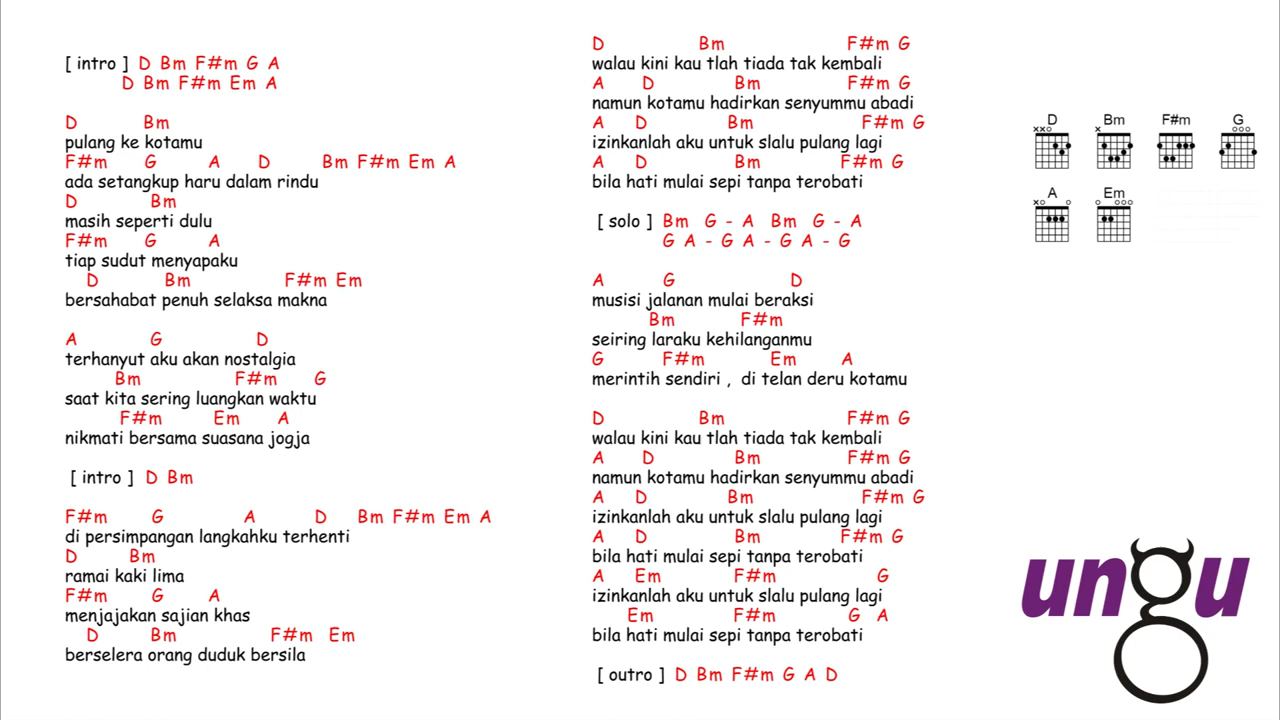 [ intro ] D Bm F#m G A
D Bm F#m Em A
D Bm
pulang ke kotamu
F#m G A D Bm F#m Em A
ada setangkup haru dalam rindu
D Bm
masih seperti dulu
F#m G A
tiap sudut menyapaku
D Bm F#m Em
bersahabat penuh selaksa makna
A G D
terhanyut aku akan nostalgia
Bm F#m G
saat kita sering luangkan waktu
F#m Em A
nikmati bersama suasana jogja
[ intro ] D Bm
F#m G A D Bm F#m Em A
di persimpangan langkahku terhenti
D Bm
ramai kaki lima
F#m G A
menjajakan sajian khas
D Bm F#m Em
berselera orang duduk bersila
D Bm F#m G
walau kini kau tlah tiada tak kembali
A D Bm F#m G
namun kotamu hadirkan senyummu abadi
A D Bm F#m G
izinkanlah aku untuk slalu pulang lagi
A D Bm F#m G
bila hati mulai sepi tanpa terobati
[ solo ] Bm G - A Bm G - A
G A - G A - G A - G
A G D
musisi jalanan mulai beraksi
Bm F#m
seiring laraku kehilanganmu
G F#m Em A
merintih sendiri , di telan deru kotamu
D Bm F#m G
walau kini kau tlah tiada tak kembali
A D Bm F#m G
namun kotamu hadirkan senyummu abadi
A D Bm F#m G
izinkanlah aku untuk slalu pulang lagi
A D Bm F#m G
bila hati mulai sepi tanpa terobati
A Em F#m G
izinkanlah aku untuk slalu pulang lagi
Em F#m G A
bila hati mulai sepi tanpa terobati
[ outro ] D Bm F#m G A D
D Bm F#m G
A Em
ungu